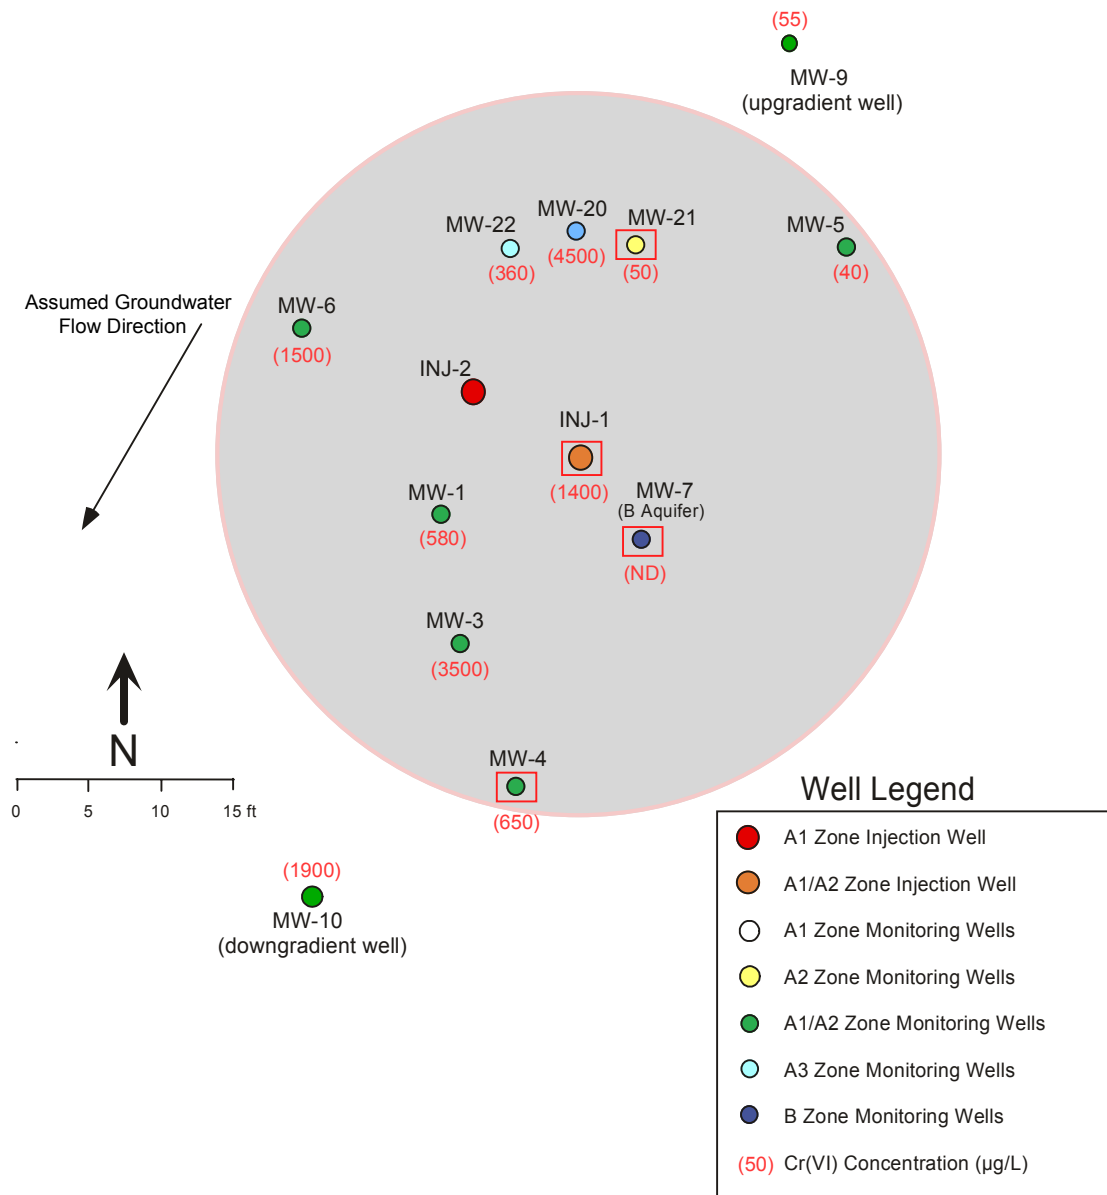 (55)
MW-9
(upgradient well)
MW-20
MW-21
MW-22
MW-5
(4500)
(360)
(50)
(40)
Assumed Groundwater
Flow Direction
MW-6
(1500)
INJ-2
INJ-1
(1400)
MW-7
(B Aquifer)
MW-1
(580)
(ND)
MW-3
(3500)
N
0 5 10 15 ft
MW-4
(650)
(1900)
MW-10
(downgradient well)
Well Legend
A1 Zone Injection Well
A1/A2 Zone Injection Well
A1 Zone Monitoring Wells
A2 Zone Monitoring Wells
A1/A2 Zone Monitoring Wells
A3 Zone Monitoring Wells
B Zone Monitoring Wells
(50) Cr(VI) Concentration (µg/L)